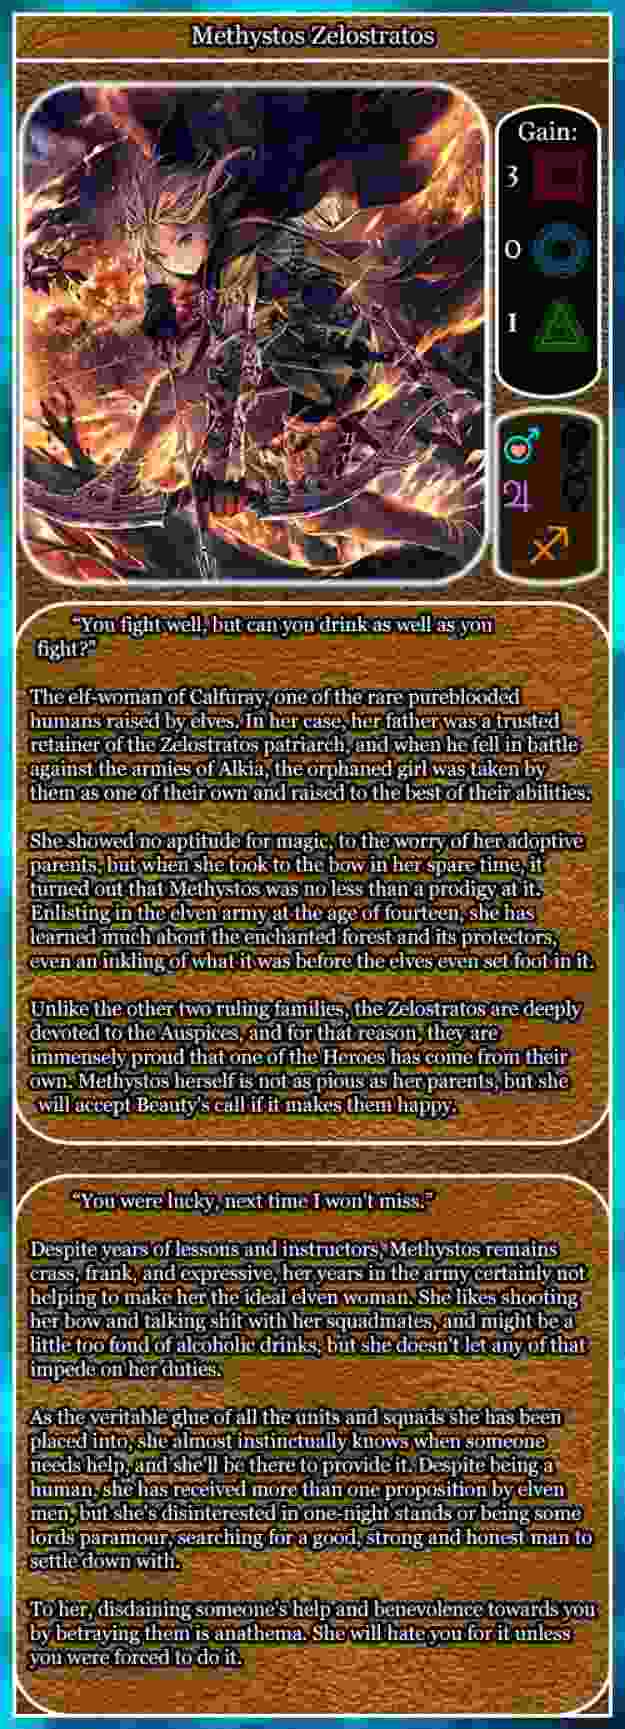 Methystos Zelostratos
Gain:
3
0
1
"You fight well, but can you drink as well as you
fight?"
The elf-woman of Calfuray, one of the rare pureblooded
humans raised by elves. In her case, her father was a trusted
retainer of the Zelostratos patriarch, and when he fell in battle
against the armies of Alkia, the orphaned girl was taken by
them as one of their own and raised to the best of their abilities.
She showed no aptitude for magic, to the worry of her adoptive
parents, but when she took to the bow in her spare time, it
turned out that Methystos was no less than a prodigy at it.
Enlisting in the elven army at the age of fourteen, she has
learned much about the enchanted forest and its protectors,
even an inkling of what it was before the elves even set foot in it.
Unlike the other two ruling families, the Zelostratos are deeply
devoted to the Auspices, and for that reason, they are
immensely proud that one of the Heroes has come from their
own. Methystos herself is not as pious as her parents, but she
will accept Beauty's call if it makes them happy.
"You were lucky, next time I won't miss."
Despite years of lessons and instructors, Methystos remains
crass, frank, and expressive, her years in the army certainly not
helping to make her the ideal elven woman. She likes shooting
her bow and talking shit with her squadmates, and might be a
little too fond of alcoholic drinks, but she doesn't let any of that
impede on her duties.
As the veritable glue of all the units and squads she has been
placed into, she almost instinctually knows when someone
needs help, and she'll be there to provide it. Despite being a
human, she has received more than one proposition by elven
men, but she's disinterested in one-night stands or being some
lords paramour, searching for a good, strong and honest man to
settle down with.
To her, disdaining someone's help and benevolence towards you
by betraying them is anathema. She will hate you for it unless
you were forced to do it.